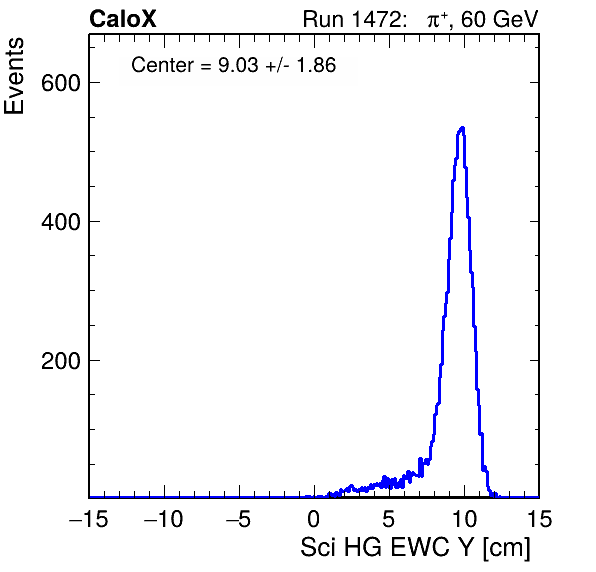 CaloX Run 1472: π⁺, 60 GeV
Center = 9.03 +/- 1.86
Events
600
400
200
−15 −10 −5 0 5 10 15
Sci HG EWC Y [cm]